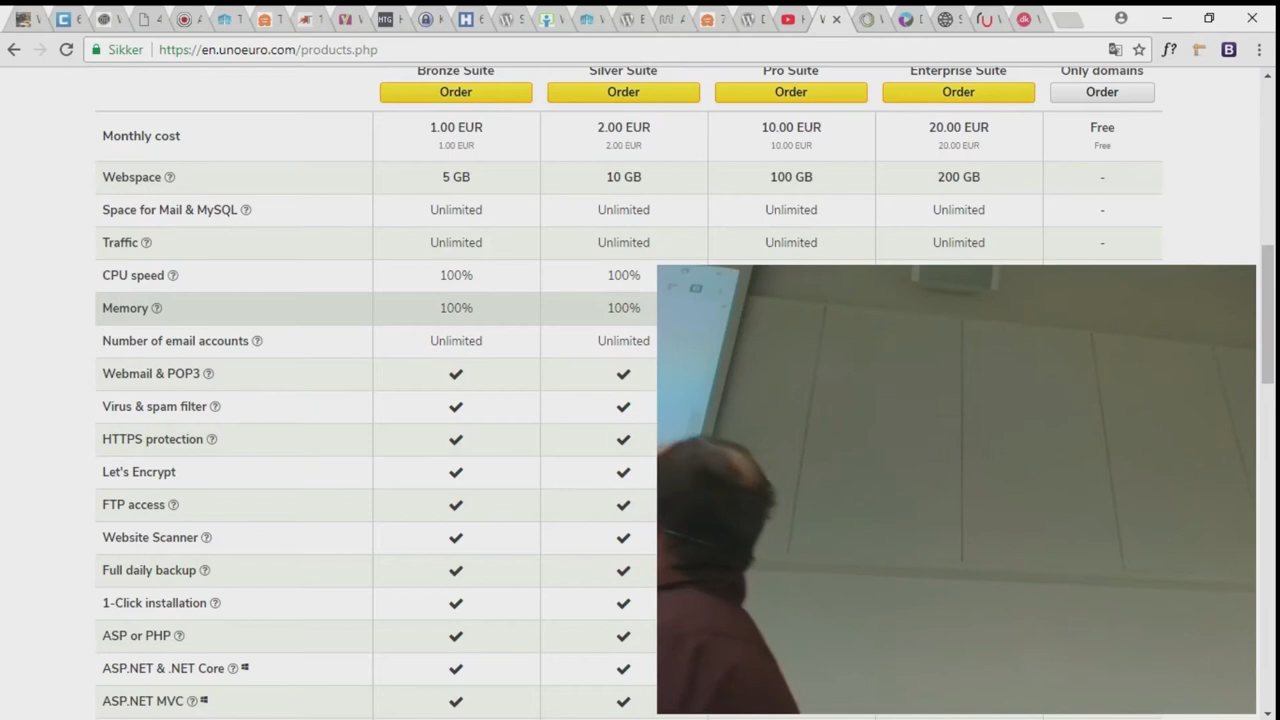 Sikker https://en.unoeuro.com/products.php
Bronze Suite Silver Suite Pro Suite Enterprise Suite Only domains
Order Order Order Order Order
Monthly cost 1.00 EUR 2.00 EUR 10.00 EUR 20.00 EUR Free
1.00 EUR 2.00 EUR 10.00 EUR 20.00 EUR Free
Webspace 5 GB 10 GB 100 GB 200 GB -
Space for Mail & MySQL Unlimited Unlimited Unlimited Unlimited -
Traffic Unlimited Unlimited Unlimited Unlimited -
CPU speed 100% 100%
Memory 100% 100%
Number of email accounts Unlimited Unlimited
Webmail & POP3
Virus & spam filter
HTTPS protection
Let's Encrypt
FTP access
Website Scanner
Full daily backup
1-Click installation
ASP or PHP
ASP.NET & .NET Core
ASP.NET MVC